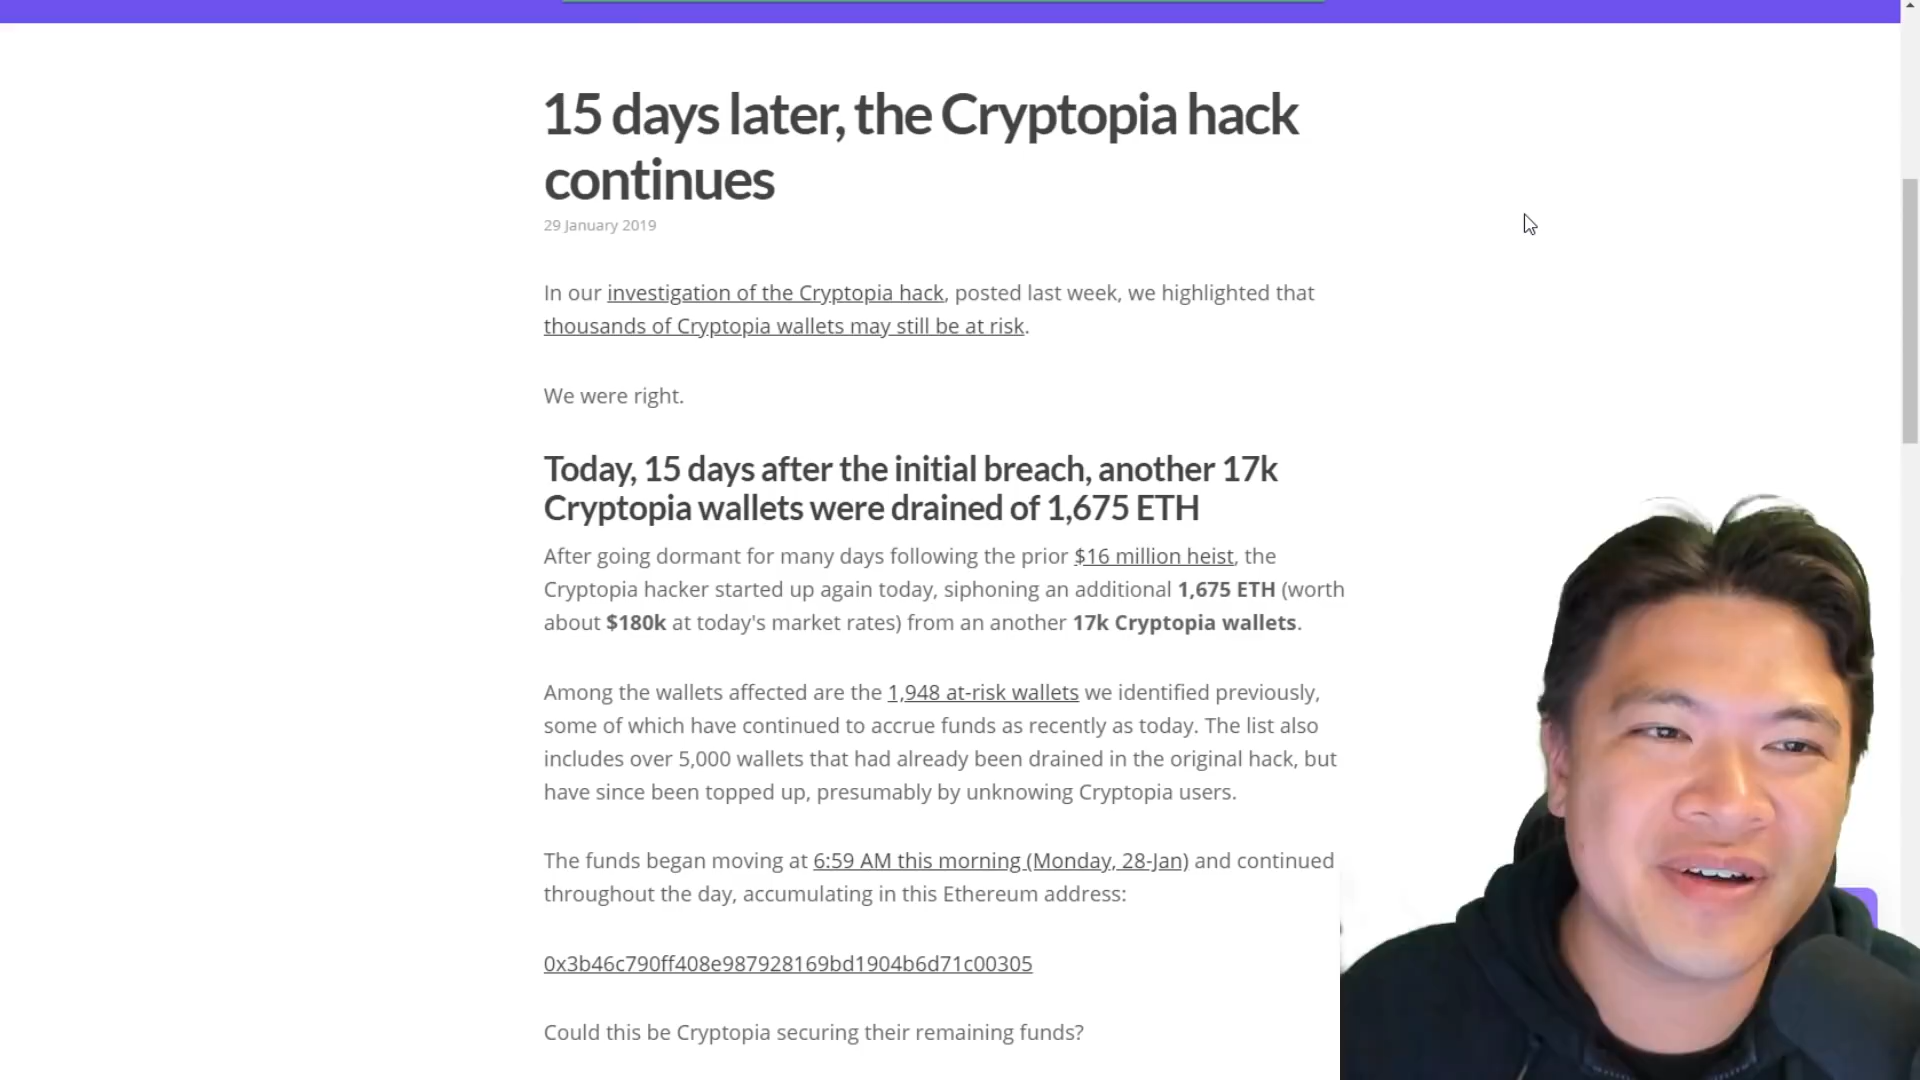 15 days later, the Cryptopia hack
continues
29 January 2019
In our investigation of the Cryptopia hack, posted last week, we highlighted that
thousands of Cryptopia wallets may still be at risk.
We were right.
Today, 15 days after the initial breach, another 17k
Cryptopia wallets were drained of 1,675 ETH
After going dormant for many days following the prior $16 million heist, the
Cryptopia hacker started up again today, siphoning an additional 1,675 ETH (worth
about $180k at today's market rates) from an another 17k Cryptopia wallets.
Among the wallets affected are the 1,948 at-risk wallets we identified previously,
some of which have continued to accrue funds as recently as today. The list also
includes over 5,000 wallets that had already been drained in the original hack, but
have since been topped up, presumably by unknowing Cryptopia users.
The funds began moving at 6:59 AM this morning (Monday, 28-Jan) and continued
throughout the day, accumulating in this Ethereum address:
0x3b46c790ff408e987928169bd1904b6d71c00305
Could this be Cryptopia securing their remaining funds?